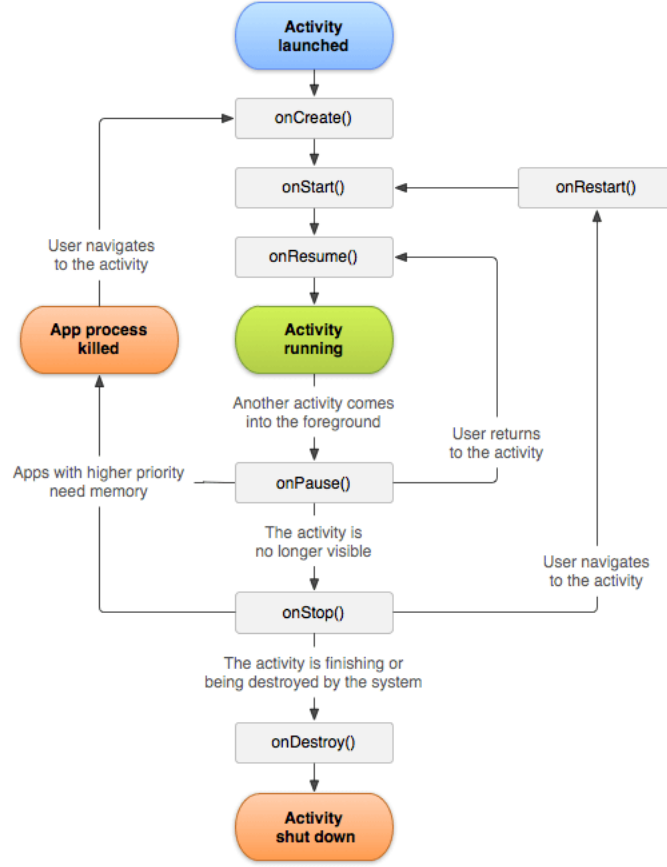 Activity
launched
onCreate()
onStart()
onRestart()
User navigates
to the activity
onResume()
App process
killed
Activity
running
Another activity comes
into the foreground
User returns
to the activity
Apps with higher priority
need memory
onPause()
The activity is
no longer visible
User navigates
to the activity
onStop()
The activity is finishing or
being destroyed by the system
onDestroy()
Activity
shut down